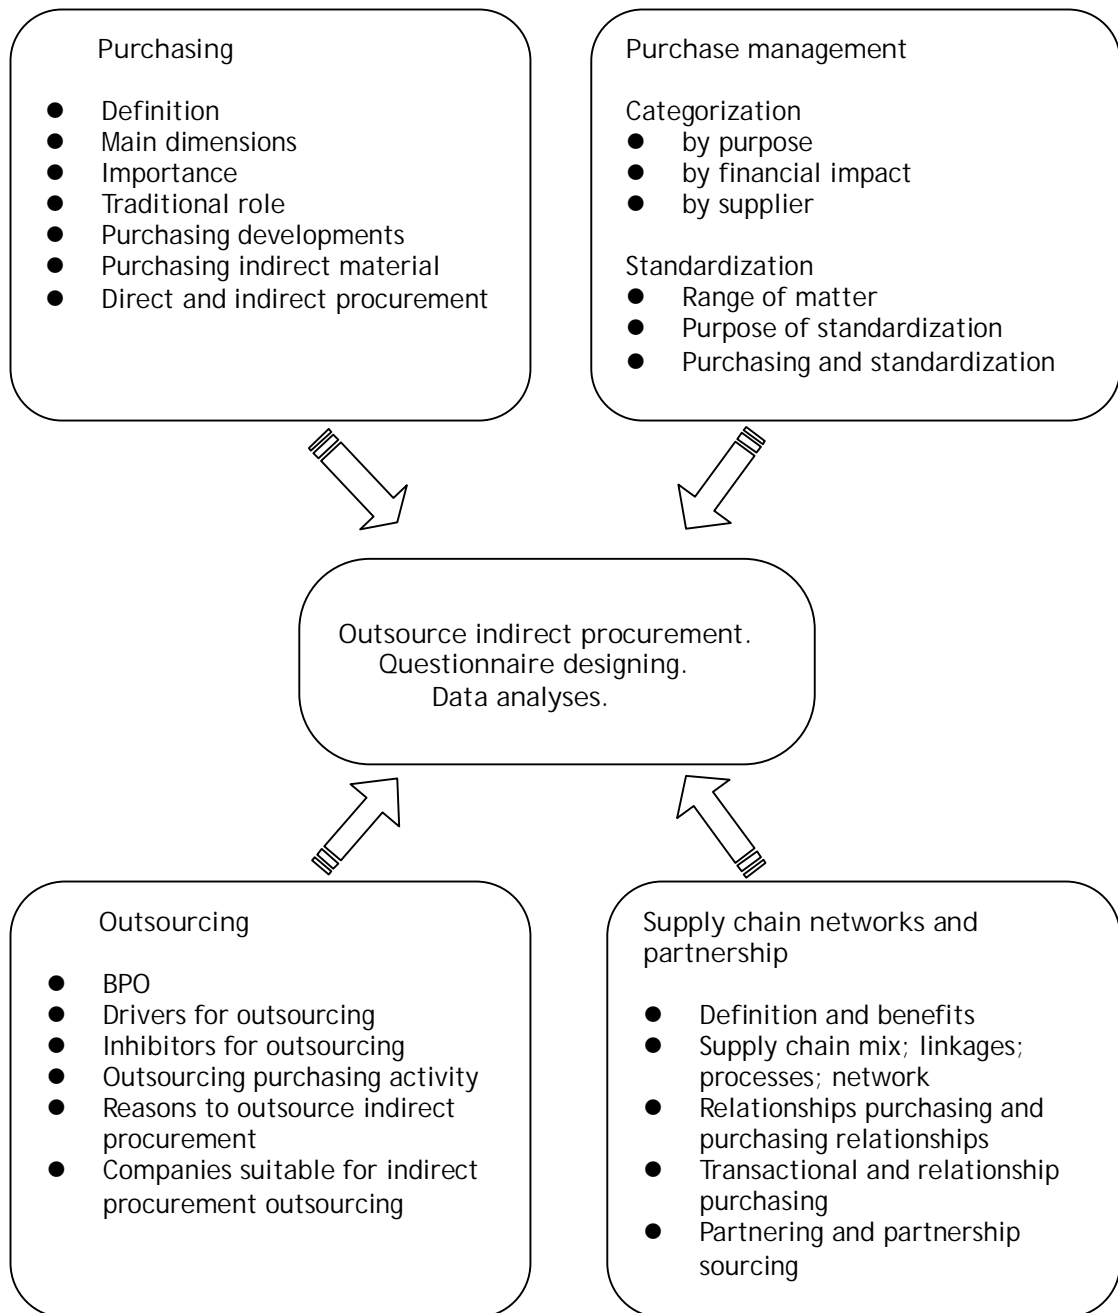 Purchasing
● Definition
● Main dimensions
● Importance
● Traditional role
● Purchasing developments
● Purchasing indirect material
● Direct and indirect procurement
Purchase management
Categorization
● by purpose
● by financial impact
● by supplier
Standardization
● Range of matter
● Purpose of standardization
● Purchasing and standardization
Outsource indirect procurement.
Questionnaire designing.
Data analyses.
Outsourcing
● BPO
● Drivers for outsourcing
● Inhibitors for outsourcing
● Outsourcing purchasing activity
● Reasons to outsource indirect
procurement
● Companies suitable for indirect
procurement outsourcing
Supply chain networks and
partnership
● Definition and benefits
● Supply chain mix; linkages;
processes; network
● Relationships purchasing and
purchasing relationships
● Transactional and relationship
purchasing
● Partnering and partnership
sourcing